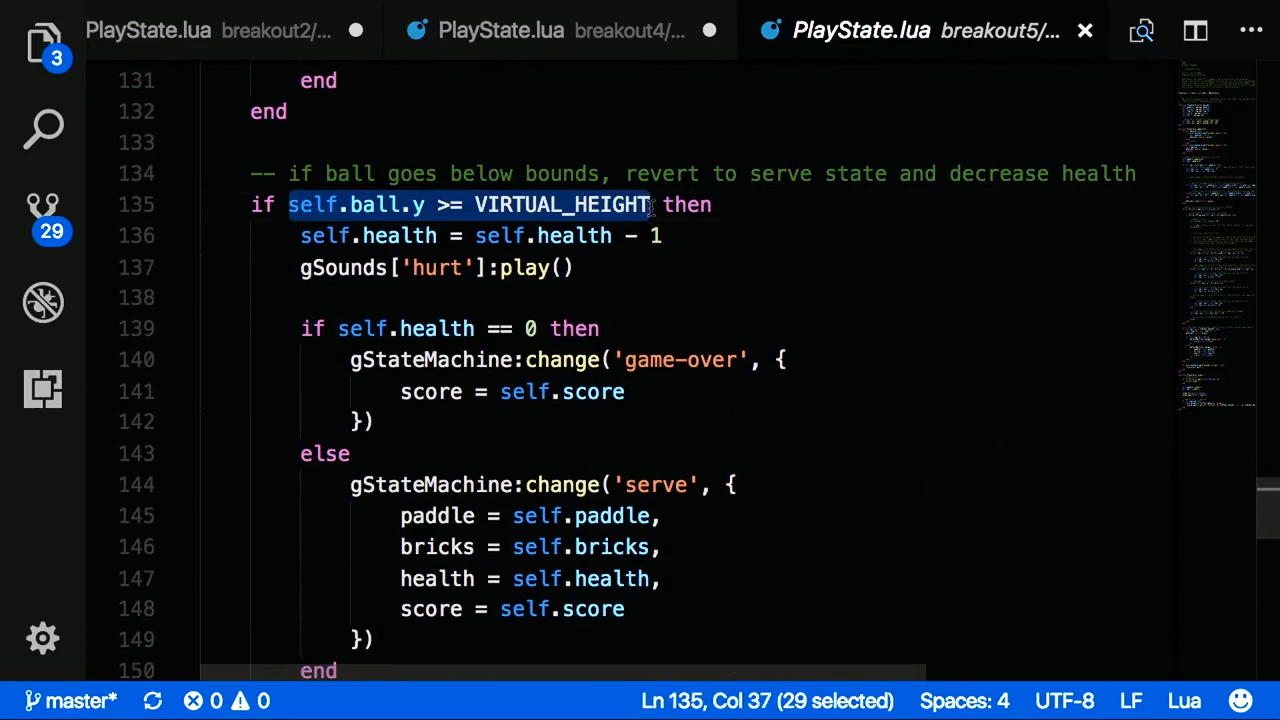 PlayState.lua breakout2/... PlayState.lua breakout4/... PlayState.lua breakout5/...
3
29
131 end
132 end
133
134 -- if ball goes below bounds, revert to serve state and decrease health
135 if self.ball.y >= VIRTUAL_HEIGHT then
136 self.health = self.health - 1
137 gSounds['hurt']:play()
138
139 if self.health == 0 then
140 gStateMachine:change('game-over', {
141 score = self.score
142 })
143 else
144 gStateMachine:change('serve', {
145 paddle = self.paddle,
146 bricks = self.bricks,
147 health = self.health,
148 score = self.score
149 })
150 end
master* 0 0 Ln 135, Col 37 (29 selected) Spaces: 4 UTF-8 LF Lua